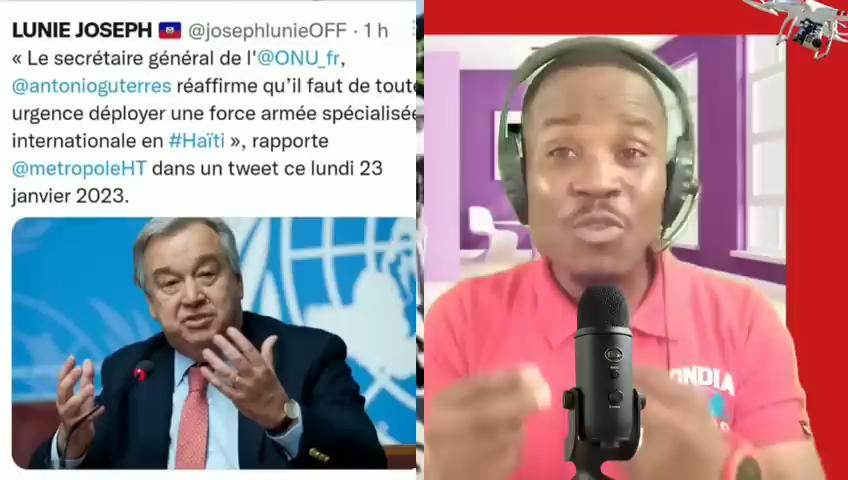 LUNIE JOSEPH 🇭🇹 @josephlunieOFF · 1 h
« Le secrétaire général de l'@ONU_fr,
@antonioguterres réaffirme qu’il faut de toute
urgence déployer une force armée spécialisée
internationale en #Haïti », rapporte
@metropoleHT dans un tweet ce lundi 23
janvier 2023.
ONDIA